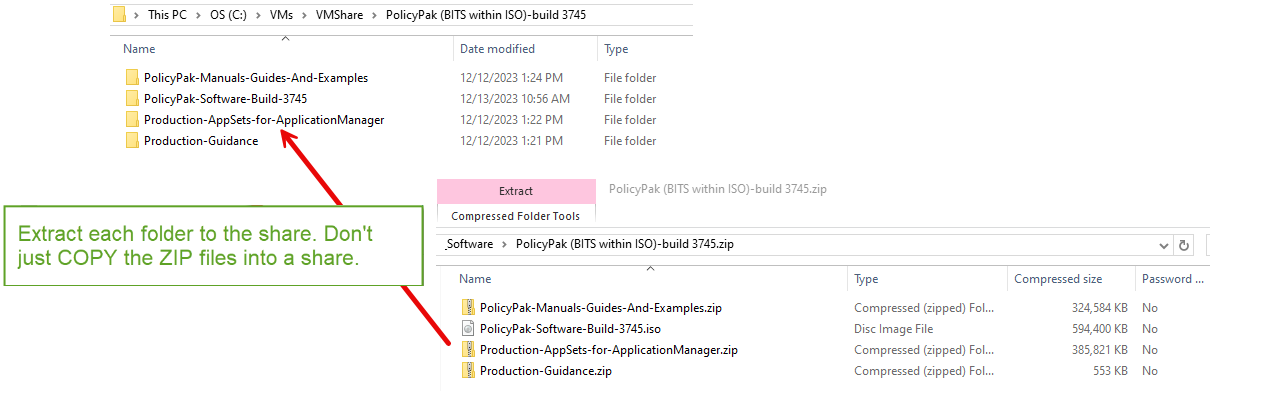 This PC > OS (C:) > VMs > VMShare > PolicyPak (BITS within ISO)-build 3745
Name Date modified Type
PolicyPak-Manuals-Guides-And-Examples 12/12/2023 1:24 PM File folder
PolicyPak-Software-Build-3745 12/13/2023 10:56 AM File folder
Production-AppSets-for-ApplicationManager 12/12/2023 1:22 PM File folder
Production-Guidance 12/12/2023 1:21 PM File folder
Extract PolicyPak (BITS within ISO)-build 3745.zip
Compressed Folder Tools
Extract each folder to the share. Don't
just COPY the ZIP files into a share.
_Software > PolicyPak (BITS within ISO)-build 3745.zip
Name Type Compressed size Password ...
PolicyPak-Manuals-Guides-And-Examples.zip Compressed (zipped) Fol... 324,584 KB No
PolicyPak-Software-Build-3745.iso Disc Image File 594,400 KB No
Production-AppSets-for-ApplicationManager.zip Compressed (zipped) Fol... 385,821 KB No
Production-Guidance.zip Compressed (zipped) Fol... 553 KB No